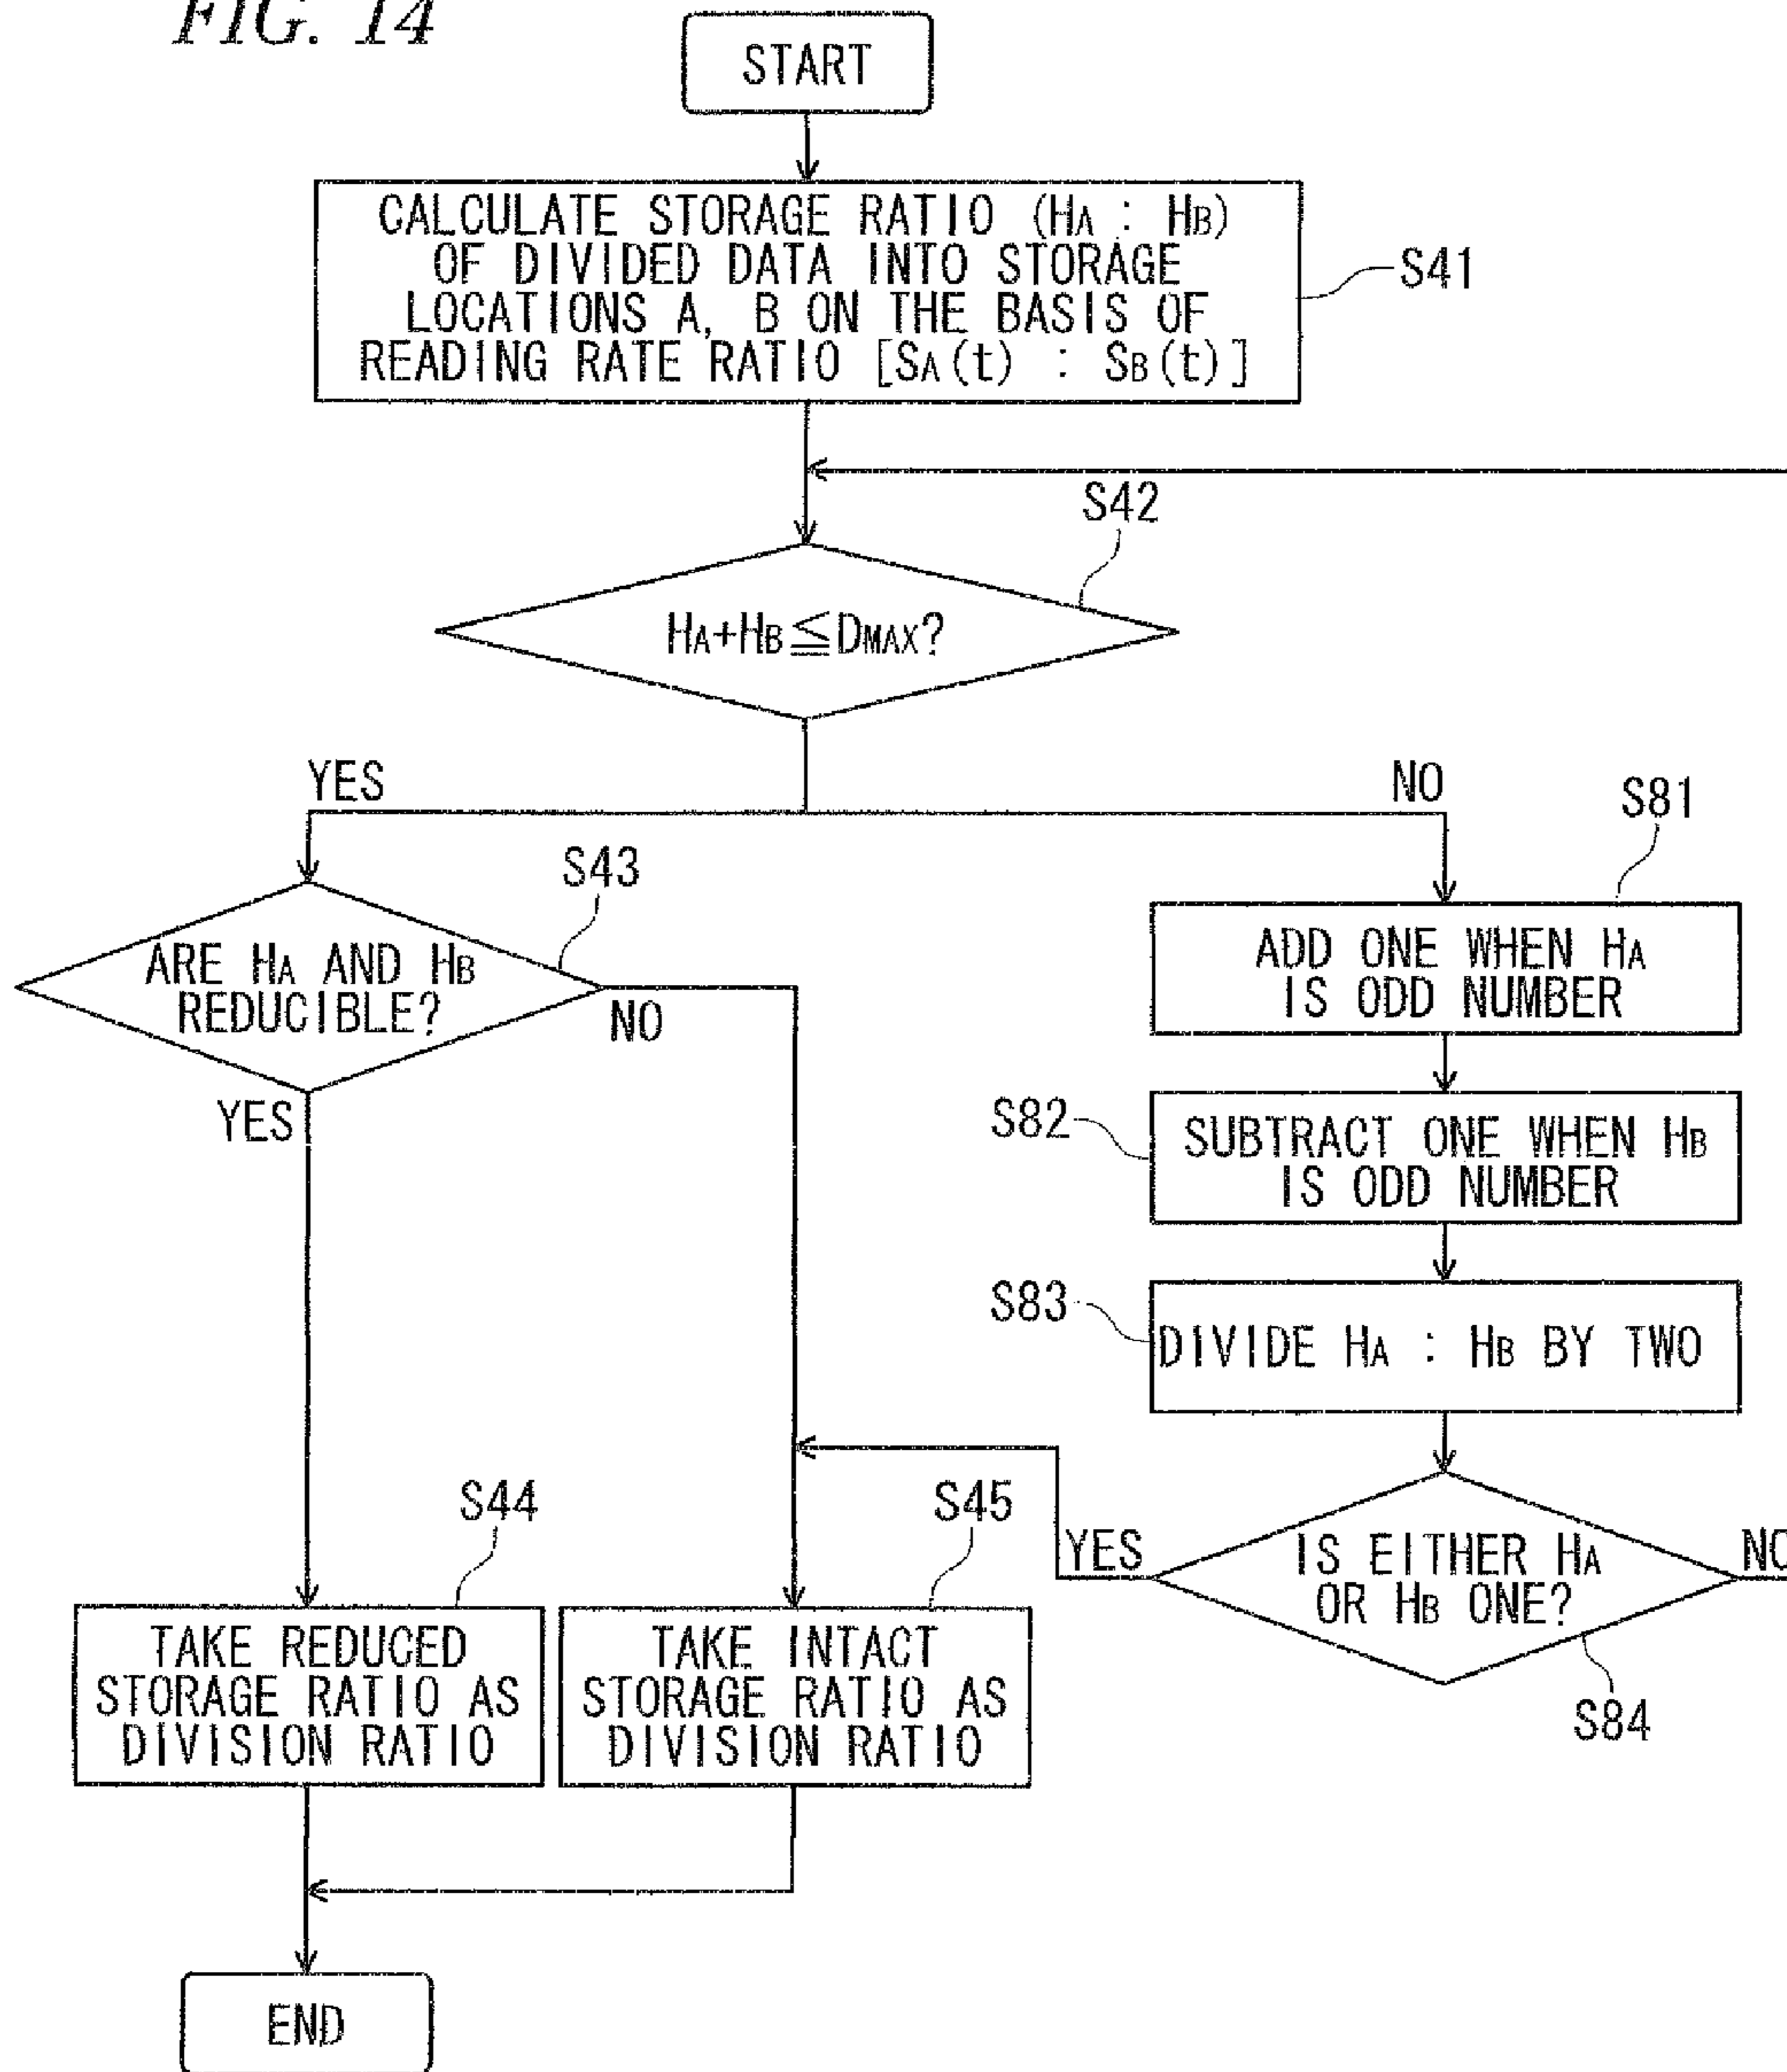 FIG. 14
START
CALCULATE STORAGE RATIO (HA : HB)
OF DIVIDED DATA INTO STORAGE
LOCATIONS A, B ON THE BASIS OF
READING RATE RATIO [SA(t) : SB(t)]
S41
S42
HA+HB≦DMAX?
YES
NO
S43
ARE HA AND HB
REDUCIBLE?
NO
YES
S81
ADD ONE WHEN HA
IS ODD NUMBER
S82
SUBTRACT ONE WHEN HB
IS ODD NUMBER
S83
DIVIDE HA : HB BY TWO
S84
IS EITHER HA
OR HB ONE?
YES
NO
S44
TAKE REDUCED
STORAGE RATIO AS
DIVISION RATIO
S45
TAKE INTACT
STORAGE RATIO AS
DIVISION RATIO
END